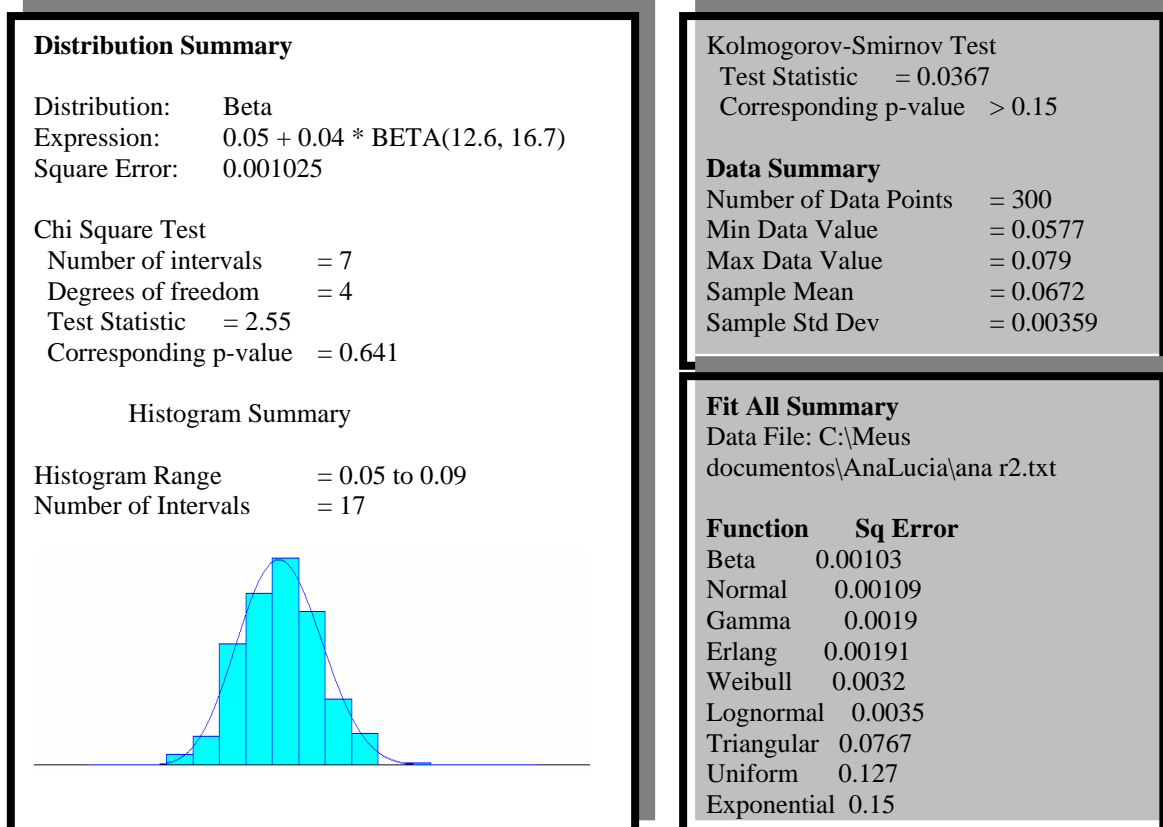 Distribution Summary
Distribution: Beta
Expression: 0.05 + 0.04 * BETA(12.6, 16.7)
Square Error: 0.001025
Chi Square Test
Number of intervals = 7
Degrees of freedom = 4
Test Statistic = 2.55
Corresponding p-value = 0.641
Histogram Summary
Histogram Range = 0.05 to 0.09
Number of Intervals = 17
Kolmogorov-Smirnov Test
Test Statistic = 0.0367
Corresponding p-value > 0.15
Data Summary
Number of Data Points = 300
Min Data Value = 0.0577
Max Data Value = 0.079
Sample Mean = 0.0672
Sample Std Dev = 0.00359
Fit All Summary
Data File: C:\Meus
documentos\AnaLucia\ana r2.txt
Function Sq Error
Beta 0.00103
Normal 0.00109
Gamma 0.0019
Erlang 0.00191
Weibull 0.0032
Lognormal 0.0035
Triangular 0.0767
Uniform 0.127
Exponential 0.15